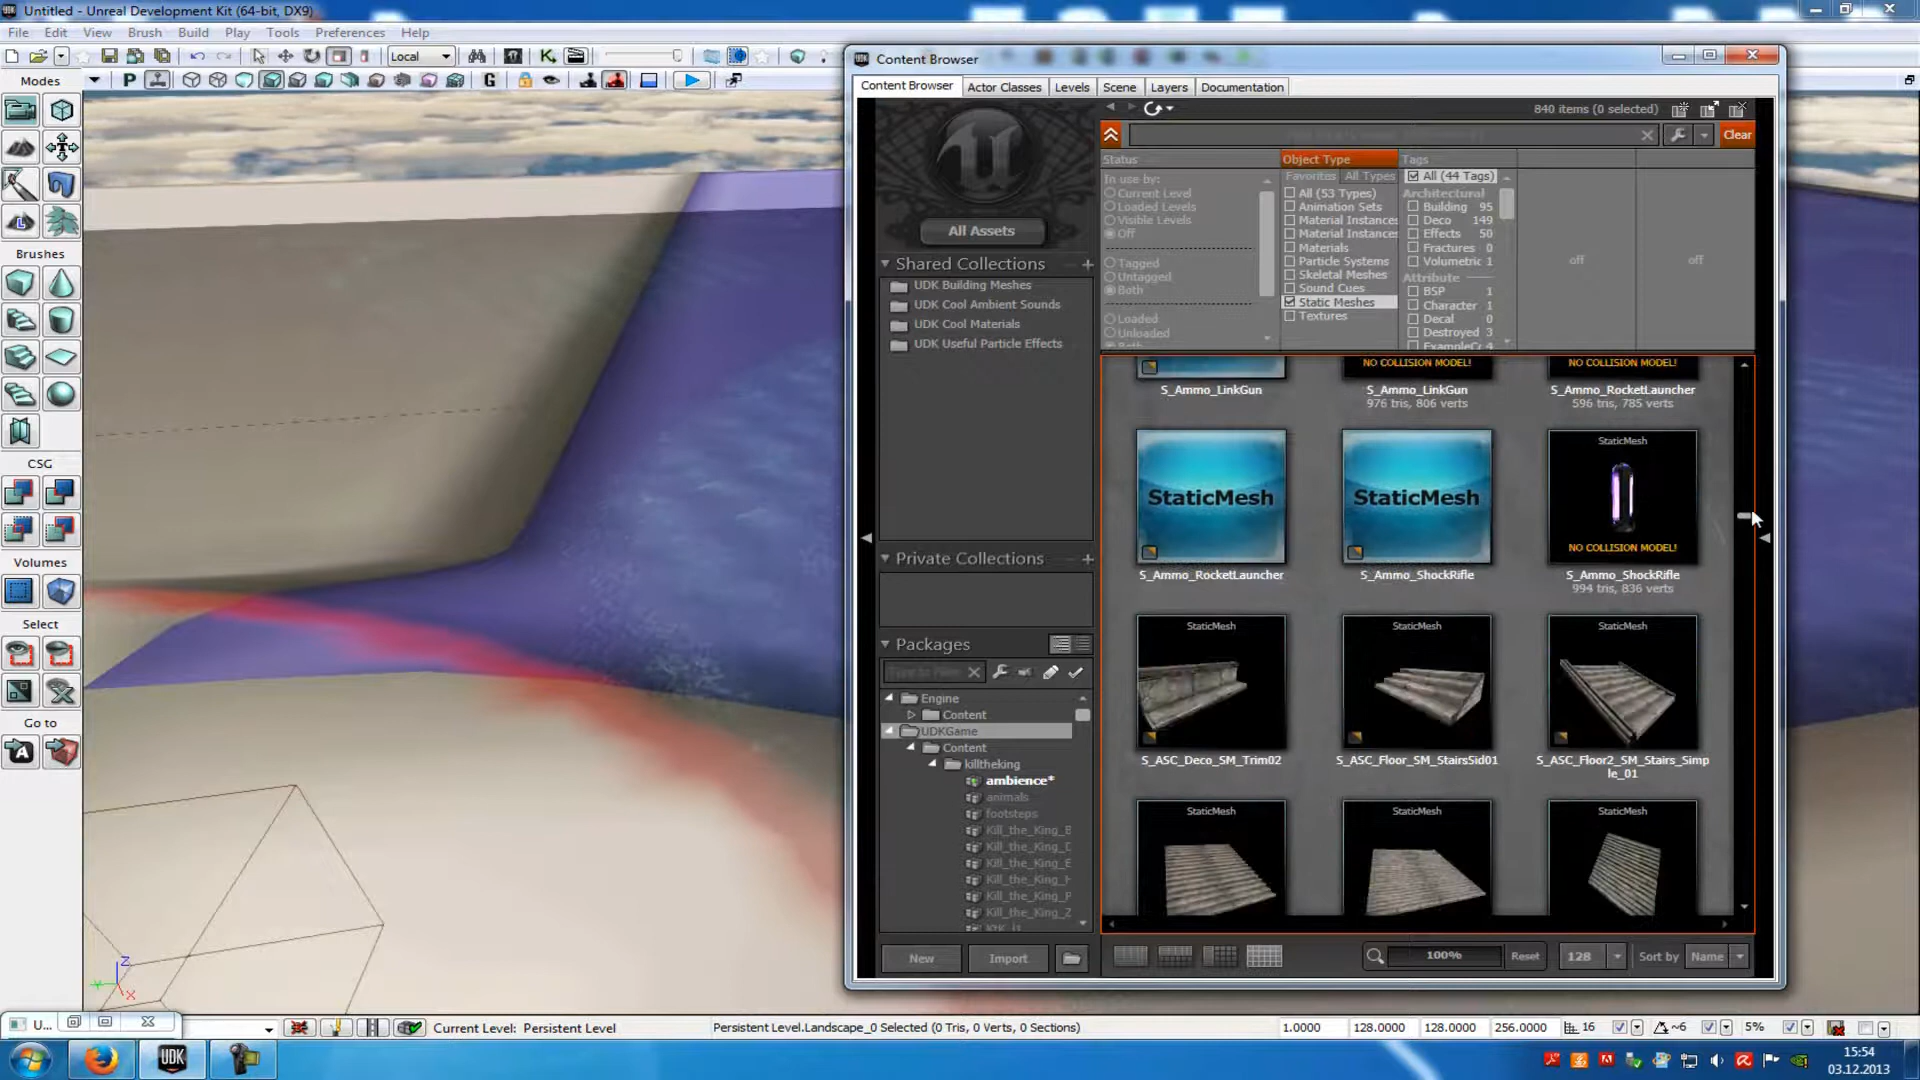 Untitled - Unreal Development Kit (64-bit, DX9)
File Edit View Brush Build Play Tools Preferences Help
Local
Modes
P
G
Brushes
CSG
Volumes
Select
Go to
Content Browser
Content Browser Actor Classes Levels Scene Layers Documentation
840 items (0 selected)
Clear
All Assets
Shared Collections
UDK Building Meshes
UDK Cool Ambient Sounds
UDK Cool Materials
UDK Useful Particle Effects
Private Collections
Packages
Engine
Content
UDKGame
Content
killtheking
ambience*
animals
footsteps
Kill_the_King_E
Kill_the_King_H
Kill_the_King_F
Kill_the_King_Z
New Import
Status
In use by:
Current Level
Loaded Levels
Visible Levels
Off
Tagged
Untagged
Both
Loaded
Unloaded
Both
Object Type
Favorites All Types
All (53 Types)
Animation Sets
Material Instances
Material Instances
Materials
Particle Systems
Skeletal Meshes
Sound Cues
Static Meshes
Textures
Tags
All (44 Tags)
Architectural
Building 95
Deco 149
Effects 50
Fractures 0
Volumetric 1
Attribute
BSP 1
Character 1
Decal 0
Destroyed 3
ExampleC 4
off off
NO COLLISION MODEL! NO COLLISION MODEL!
S_Ammo_LinkGun S_Ammo_LinkGun S_Ammo_RocketLauncher
976 tris, 806 verts 596 tris, 785 verts
StaticMesh StaticMesh StaticMesh
NO COLLISION MODEL!
S_Ammo_RocketLauncher S_Ammo_ShockRifle S_Ammo_ShockRifle
994 tris, 836 verts
StaticMesh StaticMesh StaticMesh
S_ASC_Deco_SM_Trim02 S_ASC_Floor_SM_StairsSid01 S_ASC_Floor2_SM_Stairs_Simp
le_01
StaticMesh StaticMesh StaticMesh
100% Reset 128 Sort by Name
Z
Y
X
U...
Current Level: Persistent Level
Persistent Level.Landscape_0 Selected (0 Tris, 0 Verts, 0 Sections)
1.0000 128.0000 128.0000 256.0000 16 ~6 5%
UDK
15:54
03.12.2013